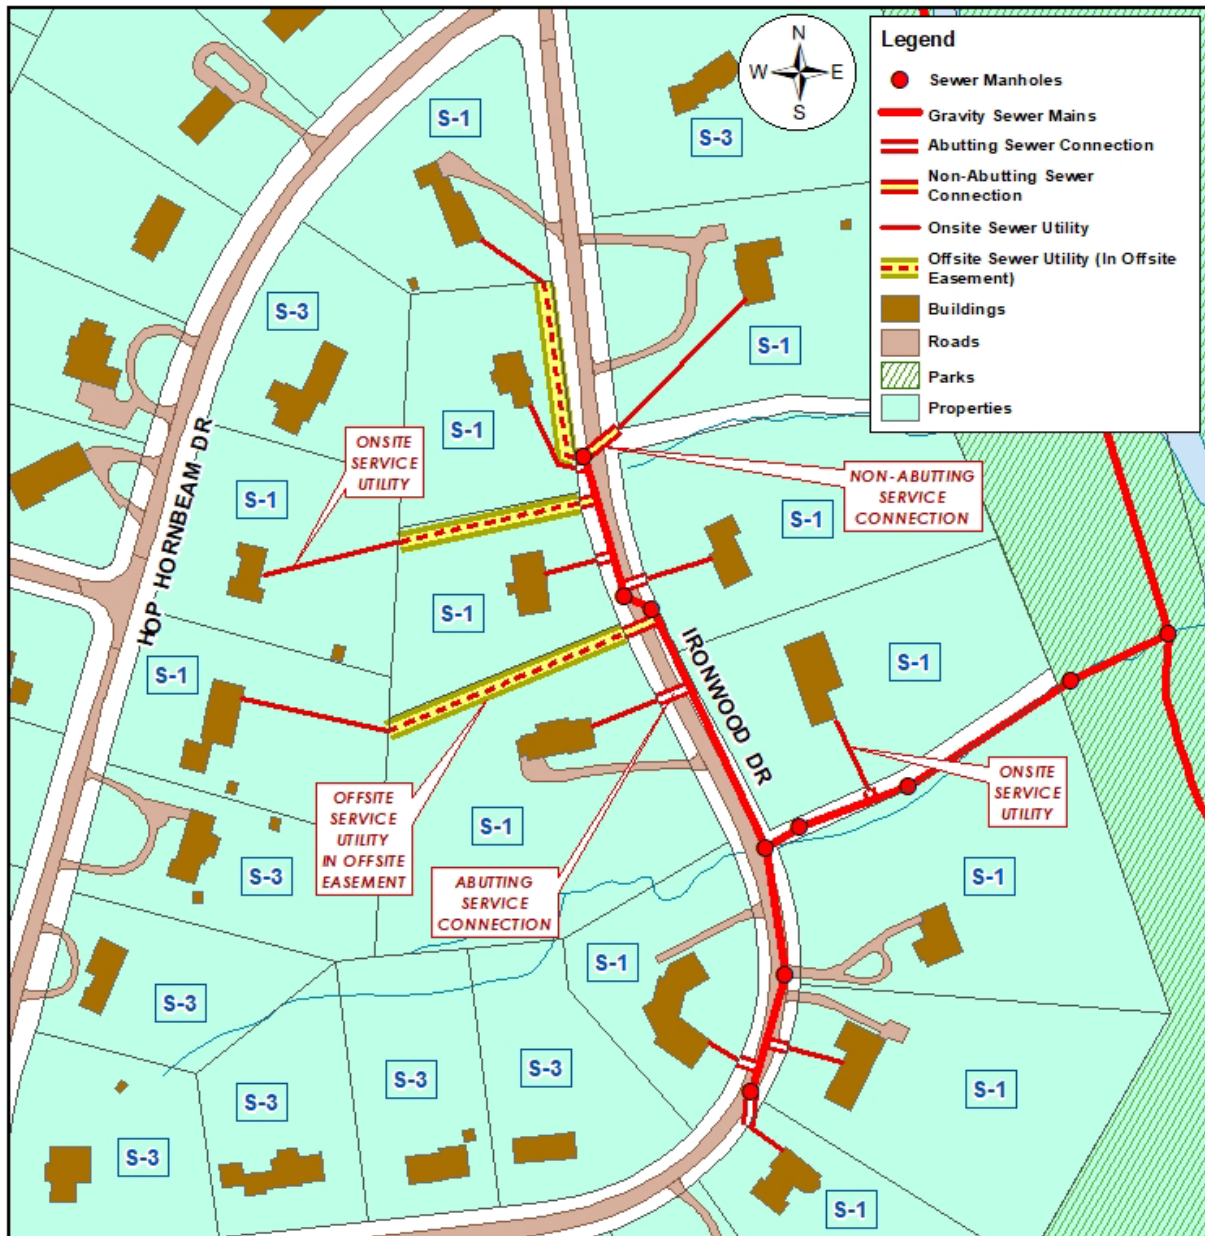 N
W
E
S
Legend
Sewer Manholes
Gravity Sewer Mains
Abutting Sewer Connection
Non-Abutting Sewer
Connection
Onsite Sewer Utility
Offsite Sewer Utility (In Offsite
Easement)
Buildings
Roads
Parks
Properties
S-1
S-3
S-3
S-1
S-1
ONSITE
SERVICE
UTILITY
NON-ABUTTING
SERVICE
CONNECTION
S-1
S-1
HOP HORNBEAM DR
S-1
IRONWOOD DR
S-1
S-1
ONSITE
SERVICE
UTILITY
OFFSITE
SERVICE
UTILITY
IN OFFSITE
EASEMENT
S-1
ABUTTING
SERVICE
CONNECTION
S-3
S-1
S-1
S-3
S-3
S-3
S-3
S-1
S-3
S-1